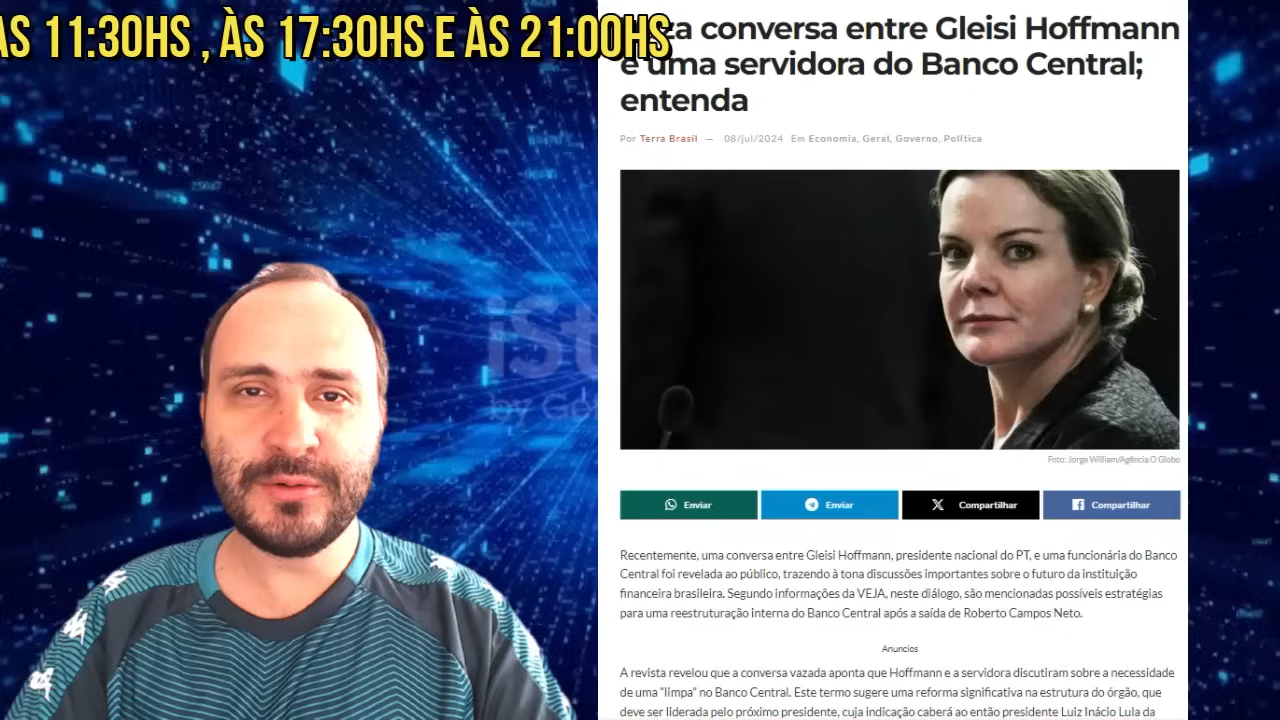 ÀS 11:30HS , ÀS 17:30HS E ÀS 21:00HS
conversa entre Gleisi Hoffmann
e uma servidora do Banco Central;
entenda
Por Terra Brasil — 08/jul/2024 Em Economia, Geral, Governo, Política
iSt
by Ge
Foto: Jorge William/Agência O Globo
Enviar Enviar Compartilhar Compartilhar
Recentemente, uma conversa entre Gleisi Hoffmann, presidente nacional do PT, e uma funcionária do Banco
Central foi revelada ao público, trazendo à tona discussões importantes sobre o futuro da instituição
financeira brasileira. Segundo informações da VEJA, neste diálogo, são mencionadas possíveis estratégias
para uma reestruturação interna do Banco Central após a saída de Roberto Campos Neto.
Anuncios
A revista revelou que a conversa vazada aponta que Hoffmann e a servidora discutiram sobre a necessidade
de uma "limpa" no Banco Central. Este termo sugere uma reforma significativa na estrutura do órgão, que
deve ser liderada pelo próximo presidente, cuja indicação caberá ao então presidente Luiz Inácio Lula da